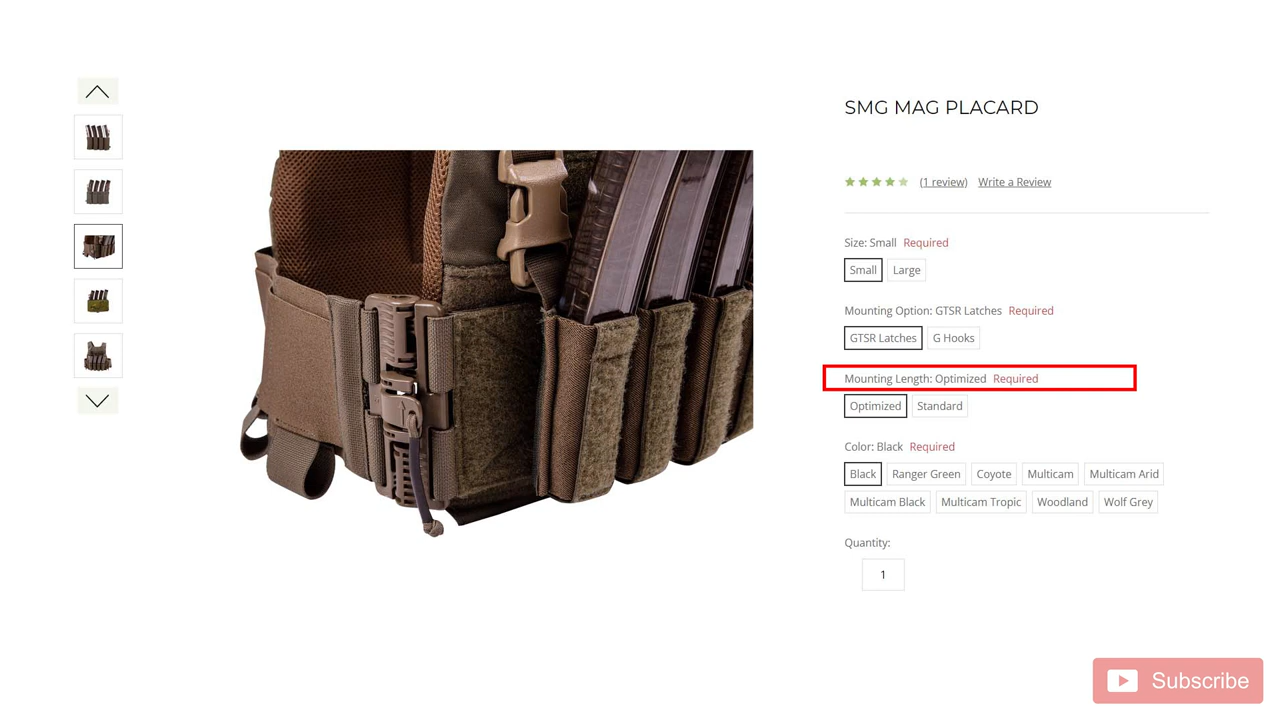 SMG MAG PLACARD
(1 review) Write a Review
Size: Small Required
Small Large
Mounting Option: GTSR Latches Required
GTSR Latches G Hooks
Mounting Length: Optimized Required
Optimized Standard
Color: Black Required
Black Ranger Green Coyote Multicam Multicam Arid
Multicam Black Multicam Tropic Woodland Wolf Grey
Quantity:
1
Subscribe